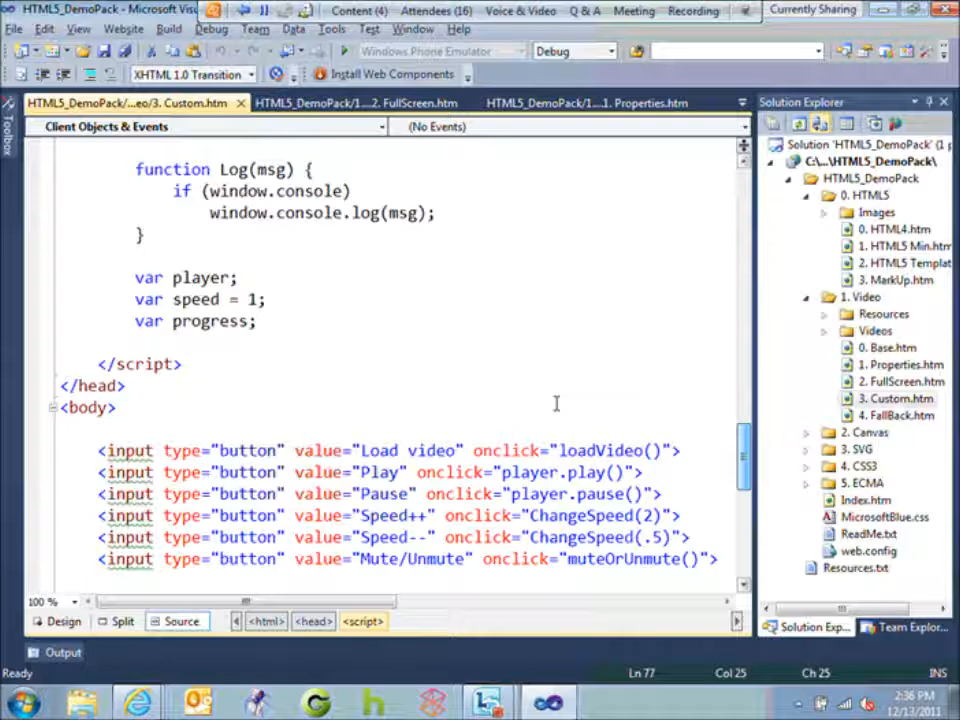 HTML5_DemoPack - Microsoft Visu
Content (4)
Attendees (16)
Voice & Video
Q & A
Meeting
Recording
Currently Sharing
File
Edit
View
Website
Build
Debug
Team
Data
Tools
Test
Window
Help
Windows Phone Emulator
Debug
XHTML 1.0 Transition
Install Web Components
HTML5_DemoPack/...eo/3. Custom.htm
HTML5_DemoPack/1....2. FullScreen.htm
HTML5_DemoPack/1....1. Properties.htm
Solution Explorer
Toolbox
Client Objects & Events
(No Events)
function Log(msg) {
if (window.console)
window.console.log(msg);
}
var player;
var speed = 1;
var progress;
</script>
</head>
<body>
<input type="button" value="Load video" onclick="loadVideo()">
<input type="button" value="Play" onclick="player.play()">
<input type="button" value="Pause" onclick="player.pause()">
<input type="button" value="Speed++" onclick="ChangeSpeed(2)">
<input type="button" value="Speed--" onclick="ChangeSpeed(.5)">
<input type="button" value="Mute/Unmute" onclick="muteOrUnmute()">
Solution 'HTML5_DemoPack' (1 p
C:\...\HTML5_DemoPack\
HTML5_DemoPack
0. HTML5
Images
0. HTML4.htm
1. HTML5 Min.htm
2. HTML5 Templat
3. MarkUp.htm
1. Video
Resources
Videos
0. Base.htm
1. Properties.htm
2. FullScreen.htm
3. Custom.htm
4. FallBack.htm
2. Canvas
3. SVG
4. CSS3
5. ECMA
Index.htm
MicrosoftBlue.css
ReadMe.txt
web.config
Resources.txt
100 %
Design
Split
Source
<html>
<head>
<script>
Solution Exp...
Team Explor...
Output
Ready
Ln 77
Col 25
Ch 25
INS
2:36 PM
12/13/2011